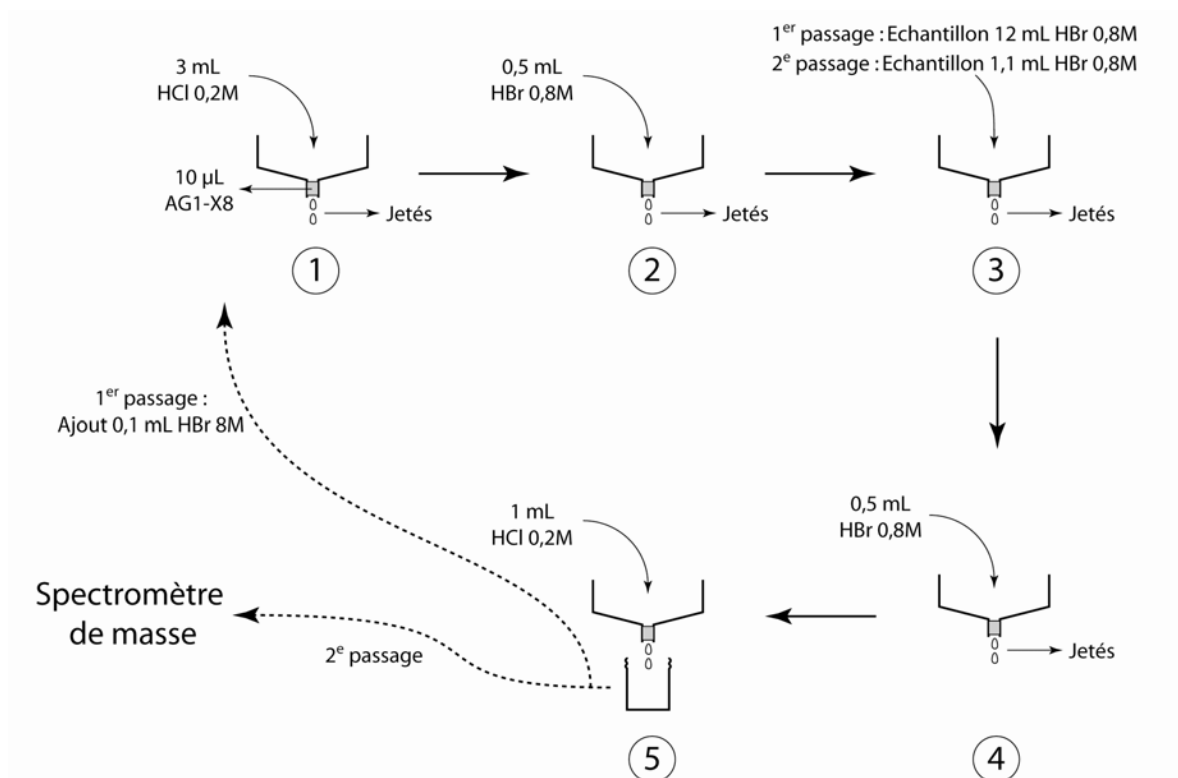 1er passage : Echantillon 12 mL HBr 0,8M
2e passage : Echantillon 1,1 mL HBr 0,8M
3 mL
HCl 0,2M
0,5 mL
HBr 0,8M
10 µL
AG1-X8
Jetés
Jetés
Jetés
1
2
3
1er passage :
Ajout 0,1 mL HBr 8M
1 mL
HCl 0,2M
0,5 mL
HBr 0,8M
Spectromètre
de masse
2e passage
Jetés
5
4